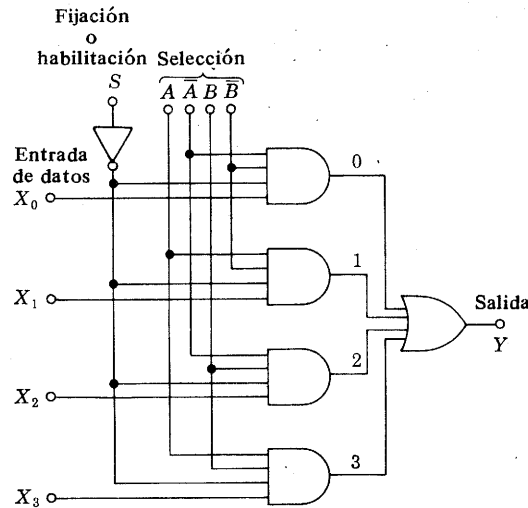 Fijación
o
habilitación Selección
S A A̅ B B̅
Entrada
de datos
X₀
0
X₁
1
Salida
Y
X₂
2
X₃
3